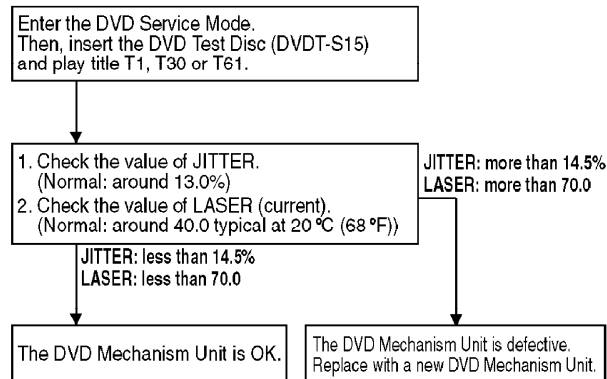 Enter the DVD Service Mode.
Then, insert the DVD Test Disc (DVDT-S15)
and play title T1, T30 or T61.
1. Check the value of JITTER.
(Normal: around 13.0%)
2. Check the value of LASER (current).
(Normal: around 40.0 typical at 20 °C (68 °F))
JITTER: more than 14.5%
LASER: more than 70.0
JITTER: less than 14.5%
LASER: less than 70.0
The DVD Mechanism Unit is OK.
The DVD Mechanism Unit is defective.
Replace with a new DVD Mechanism Unit.